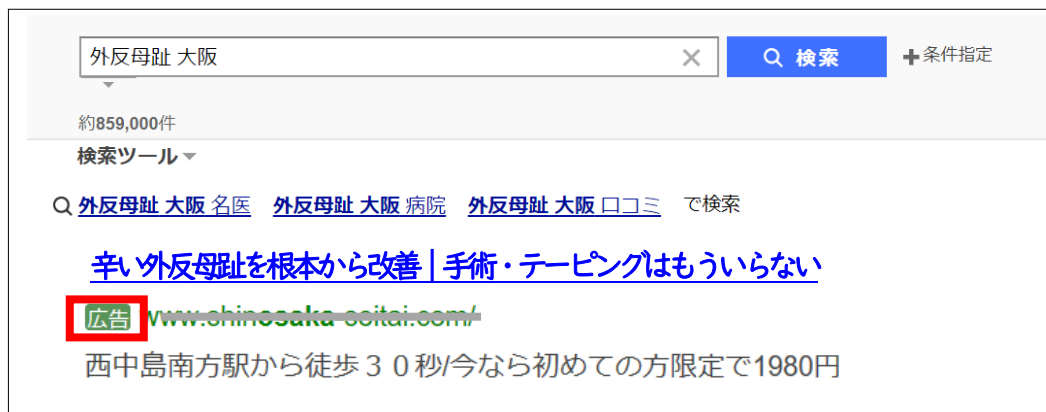 外反母趾 大阪
検索
条件指定
約859,000件
検索ツール
外反母趾 大阪 名医 外反母趾 大阪 病院 外反母趾 大阪 口コミ で検索
辛い外反母趾を根本から改善｜手術・テーピングはもういらない
広告 www.shinosaka-seitai.com/
西中島南方駅から徒歩３０秒/今なら初めての方限定で1980円